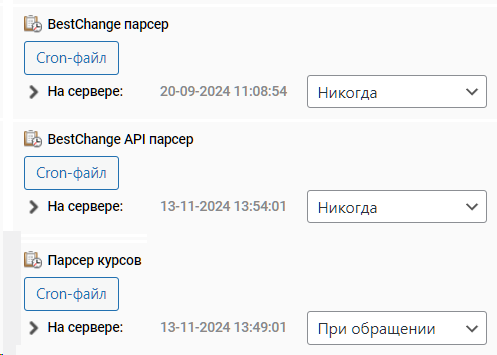 BestChange парсер
Cron-файл
На сервере: 20-09-2024 11:08:54 Никогда
BestChange API парсер
Cron-файл
На сервере: 13-11-2024 13:54:01 Никогда
Парсер курсов
Cron-файл
На сервере: 13-11-2024 13:49:01 При обращении